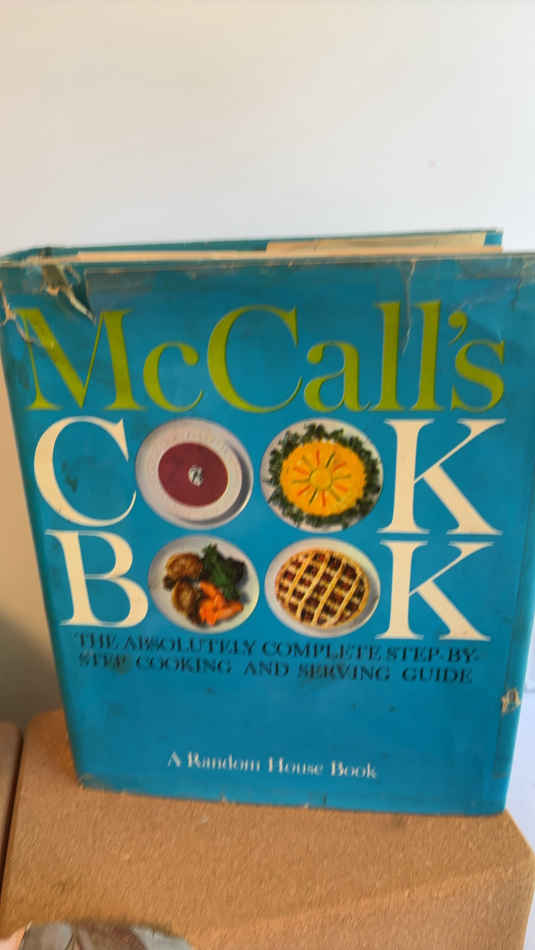 McCall's
COOK
BOOK
THE ABSOLUTELY COMPLETE STEP-BY-
STEP COOKING AND SERVING GUIDE
A Random House Book